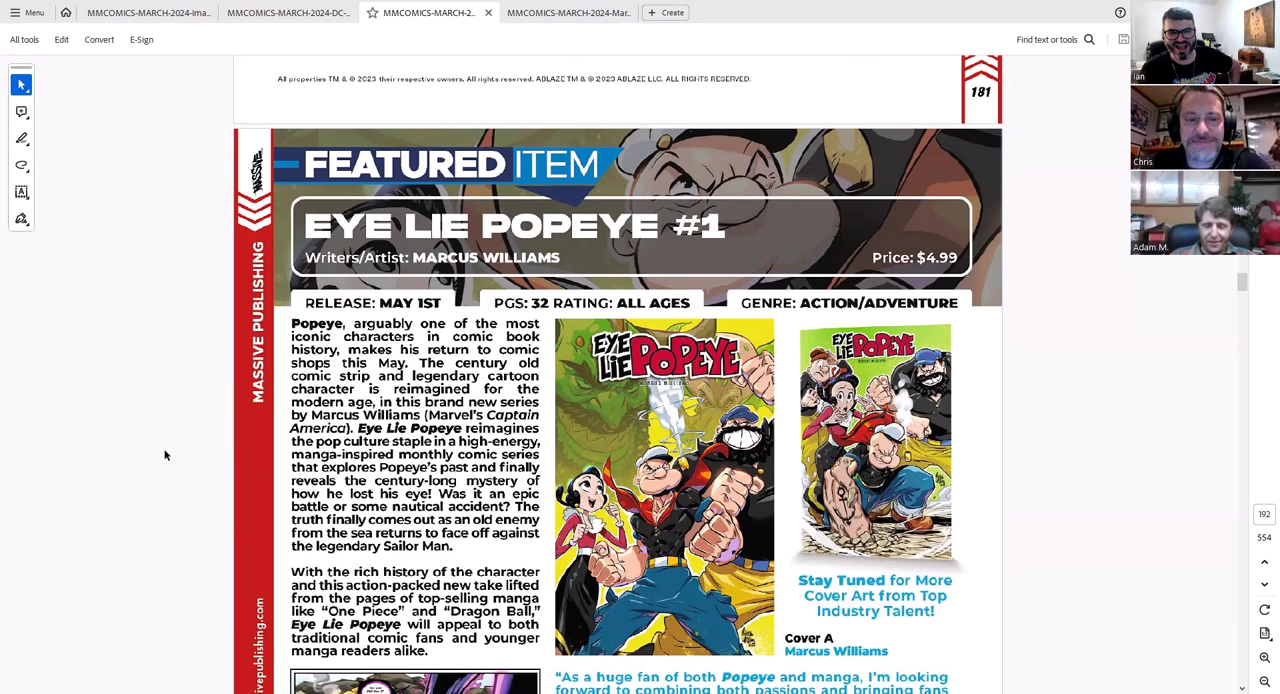 Menu
MMCOMICS-MARCH-2024-Ima...
MMCOMICS-MARCH-2024-DC-...
MMCOMICS-MARCH-2...
MMCOMICS-MARCH-2024-Mar...
Create
All tools
Edit
Convert
E-Sign
Find text or tools
Ian
Chris
Adam M.
All properties TM & © 2023 their respective owners. All rights reserved. ABLAZE TM & © 2023 ABLAZE LLC. ALL RIGHTS RESERVED.
181
MASSIVE
MASSIVE PUBLISHING
ivepublishing.com
FEATURED ITEM
EYE LIE POPEYE #1
Writers/Artist: MARCUS WILLIAMS
Price: $4.99
RELEASE: MAY 1ST
PGS: 32 RATING: ALL AGES
GENRE: ACTION/ADVENTURE
Popeye, arguably one of the most
iconic characters in comic book
history, makes his return to comic
shops this May. The century old
comic strip and legendary cartoon
character is reimagined for the
modern age, in this brand new series
by Marcus Williams (Marvel's Captain
America). Eye Lie Popeye reimagines
the pop culture staple in a high-energy,
manga-inspired monthly comic series
that explores Popeye's past and finally
reveals the century-long mystery of
how he lost his eye! Was it an epic
battle or some nautical accident? The
truth finally comes out as an old enemy
from the sea returns to face off against
the legendary Sailor Man.
With the rich history of the character
and this action-packed new take lifted
from the pages of top-selling manga
like "One Piece" and "Dragon Ball,"
Eye Lie Popeye will appeal to both
traditional comic fans and younger
manga readers alike.
EYE
LIE POPEYE
MARCUS WILLIAMS
EYE
LIE POPEYE
Stay Tuned for More
Cover Art from Top
Industry Talent!
Cover A
Marcus Williams
"As a huge fan of both Popeye and manga, I'm looking
forward to combining both passions and bringing fans
192
554